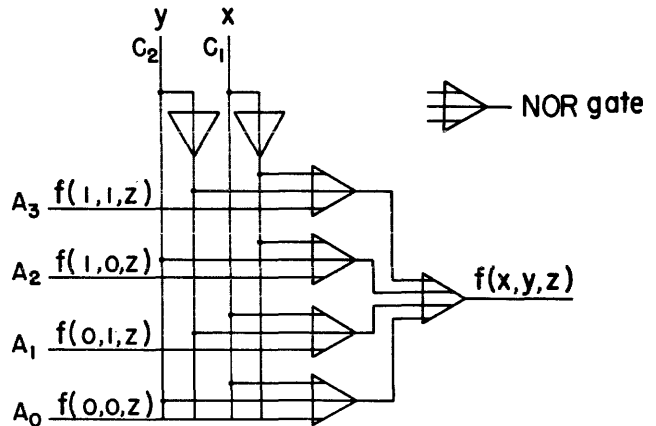 y x
C₂ C₁
NOR gate
A₃ f(1,1,z)
A₂ f(1,0,z)
f(x,y,z)
A₁ f(0,1,z)
A₀ f(0,0,z)